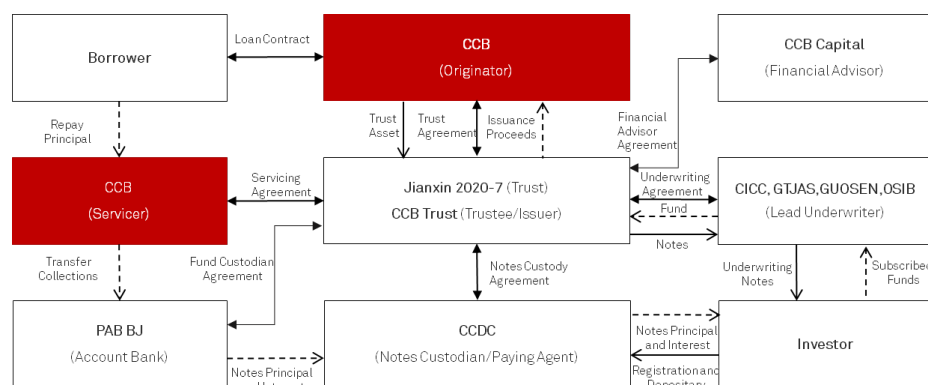 Borrower
Loan Contract
CCB
(Originator)
CCB Capital
(Financial Advisor)
Repay
Principal
Trust
Asset
Trust
Agreement
Issuance
Proceeds
Financial
Advisor
Agreement
CCB
(Servicer)
Servicing
Agreement
Jianxin 2020-7 (Trust)
CCB Trust (Trustee/Issuer)
Underwriting
Agreement
Fund
Notes
CICC, GTJAS,GUOSEN,OSIB
(Lead Underwriter)
Transfer
Collections
Fund Custodian
Agreement
Notes Custody
Agreement
Underwriting
Notes
Subscribed
Funds
PAB BJ
(Account Bank)
Notes Principal
CCDC
(Notes Custodian/Paying Agent)
Notes Principal
and Interest
Registration and
Investor